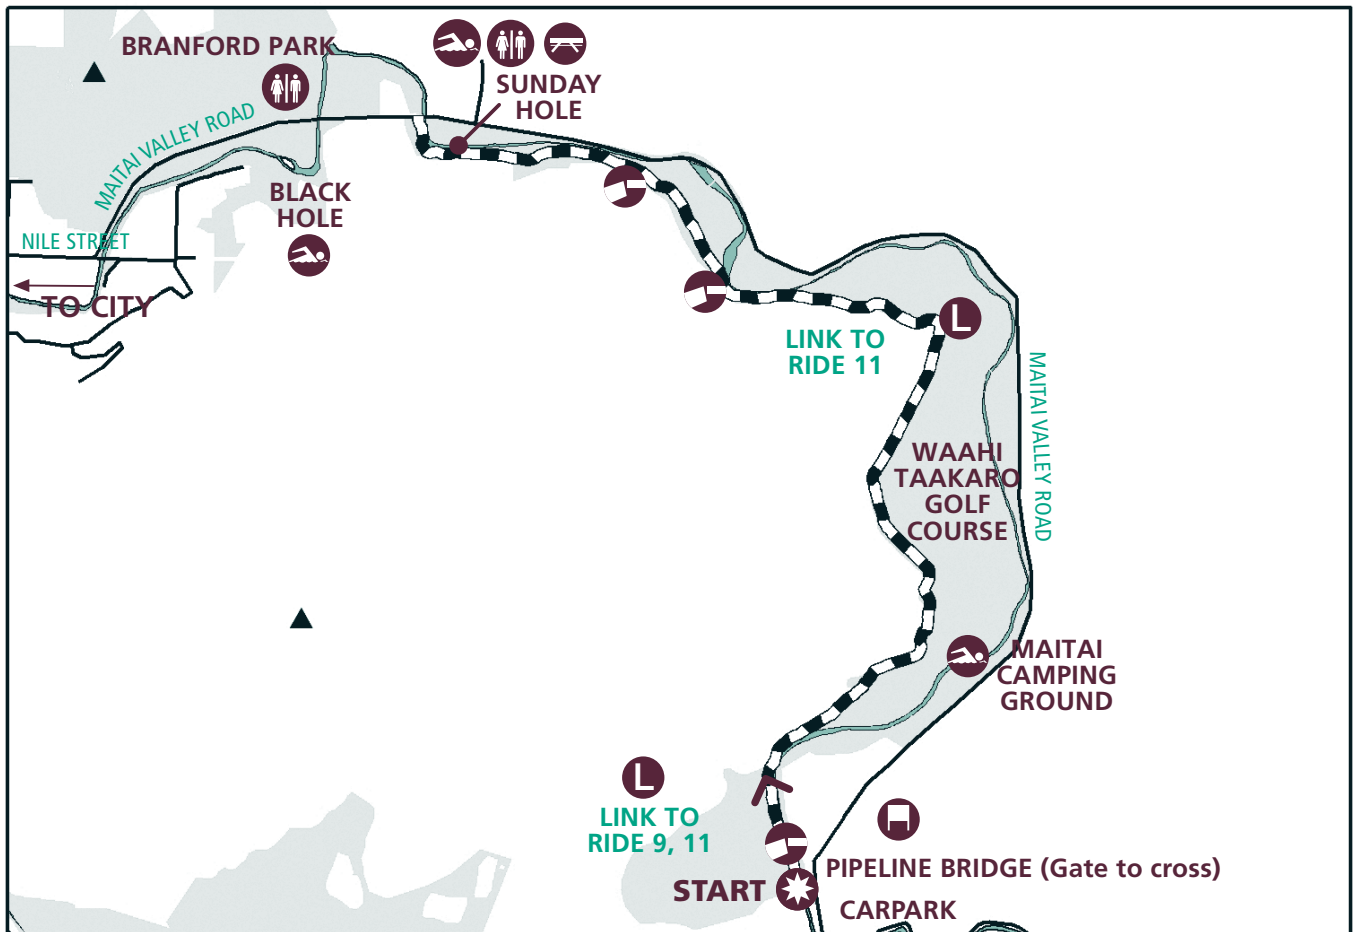 BRANFORD PARK
SUNDAY
HOLE
MAITAI VALLEY ROAD
BLACK
HOLE
NILE STREET
TO CITY
L
LINK TO
RIDE 11
MAITAI VALLEY ROAD
WAAHI
TAAKARO
GOLF
COURSE
MAITAI
CAMPING
GROUND
L
LINK TO
RIDE 9, 11
PIPELINE BRIDGE (Gate to cross)
START
CARPARK